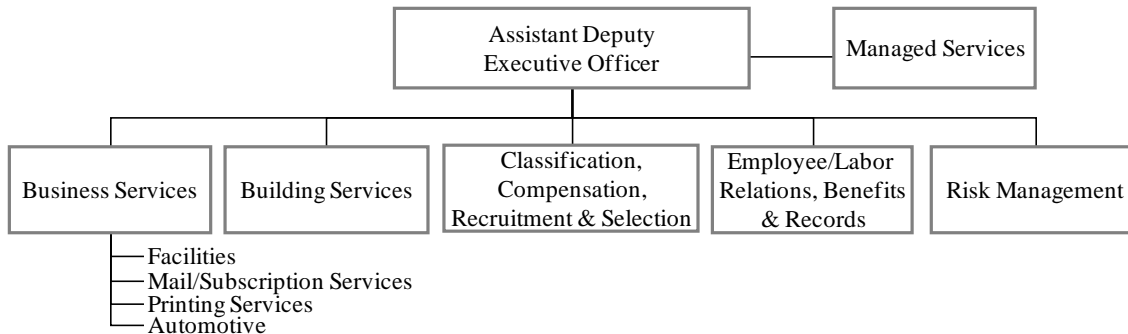 Assistant Deputy
Executive Officer
Managed Services
Business Services
Building Services
Classification,
Compensation,
Recruitment & Selection
Employee/Labor
Relations, Benefits
& Records
Risk Management
Facilities
Mail/Subscription Services
Printing Services
Automotive